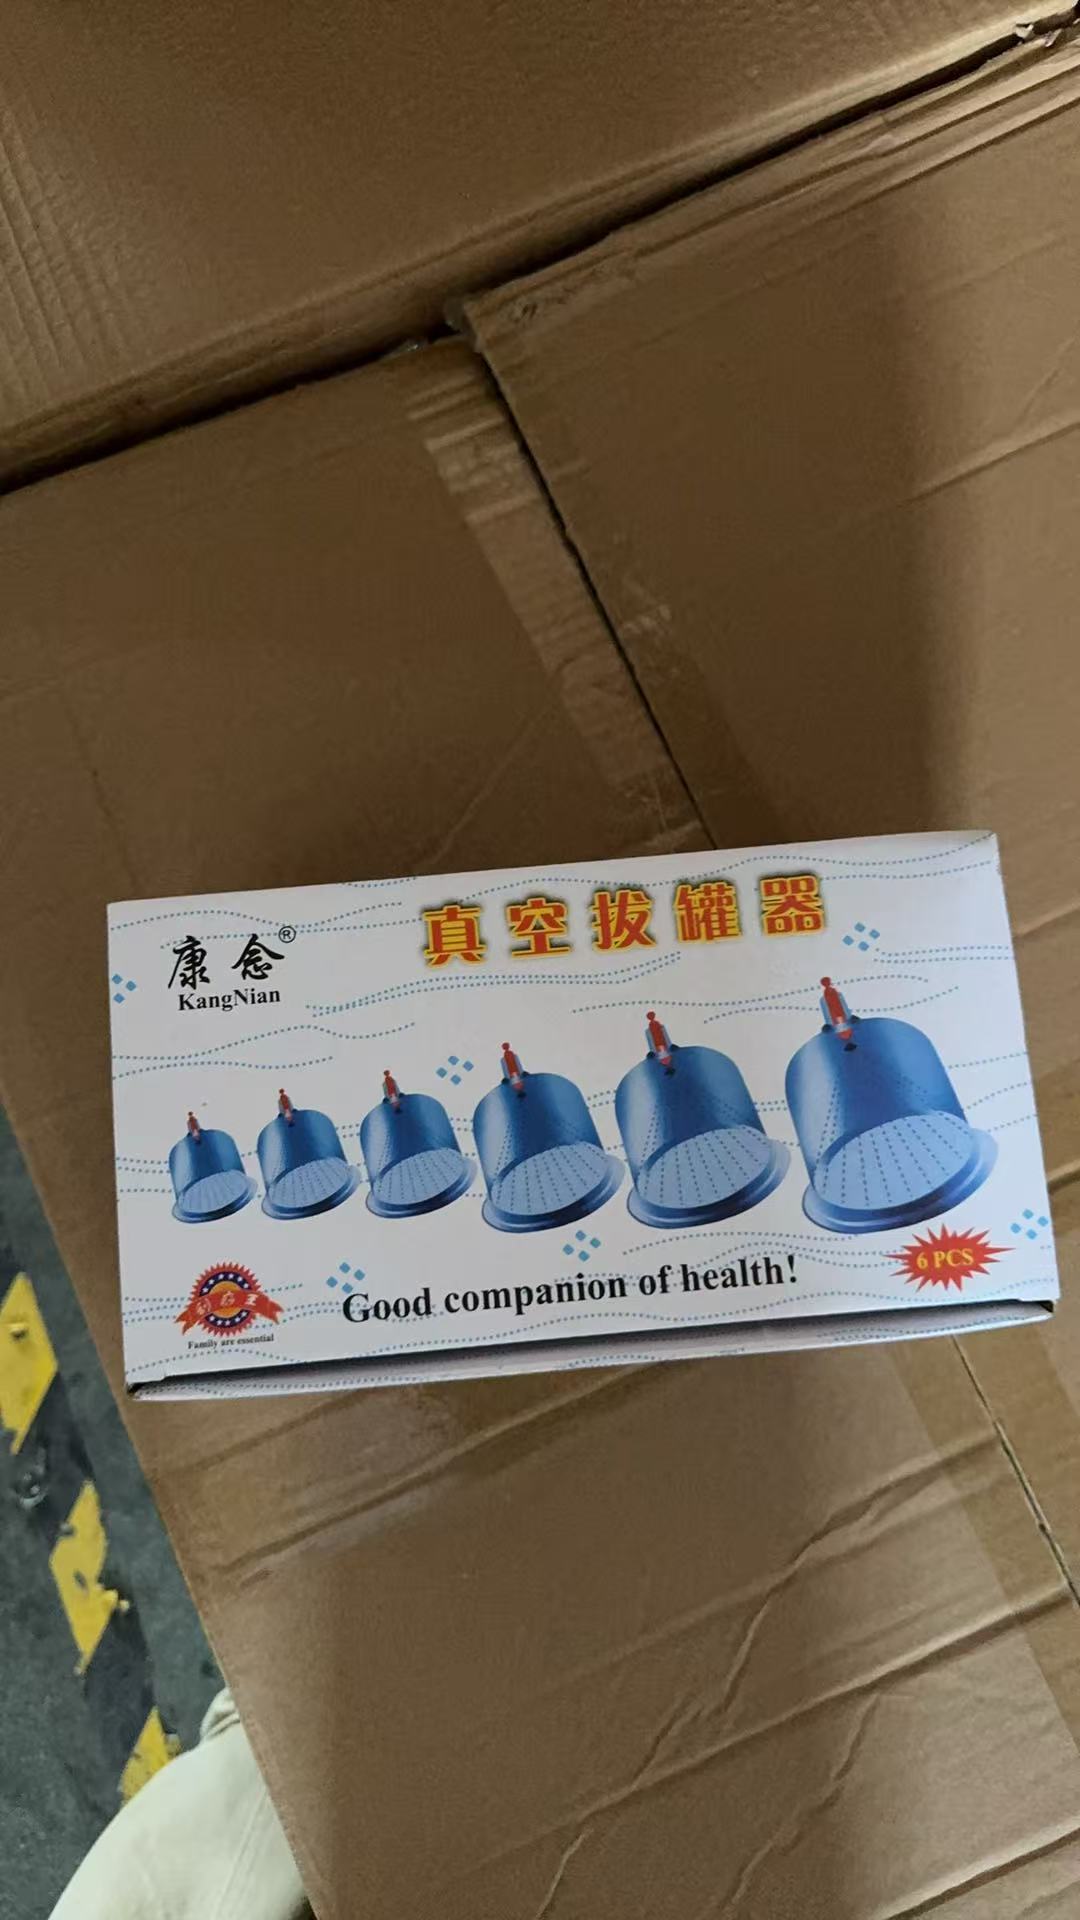 康念®
KangNian
真空拔罐器
6 PCS
Good companion of health!
Family are essential